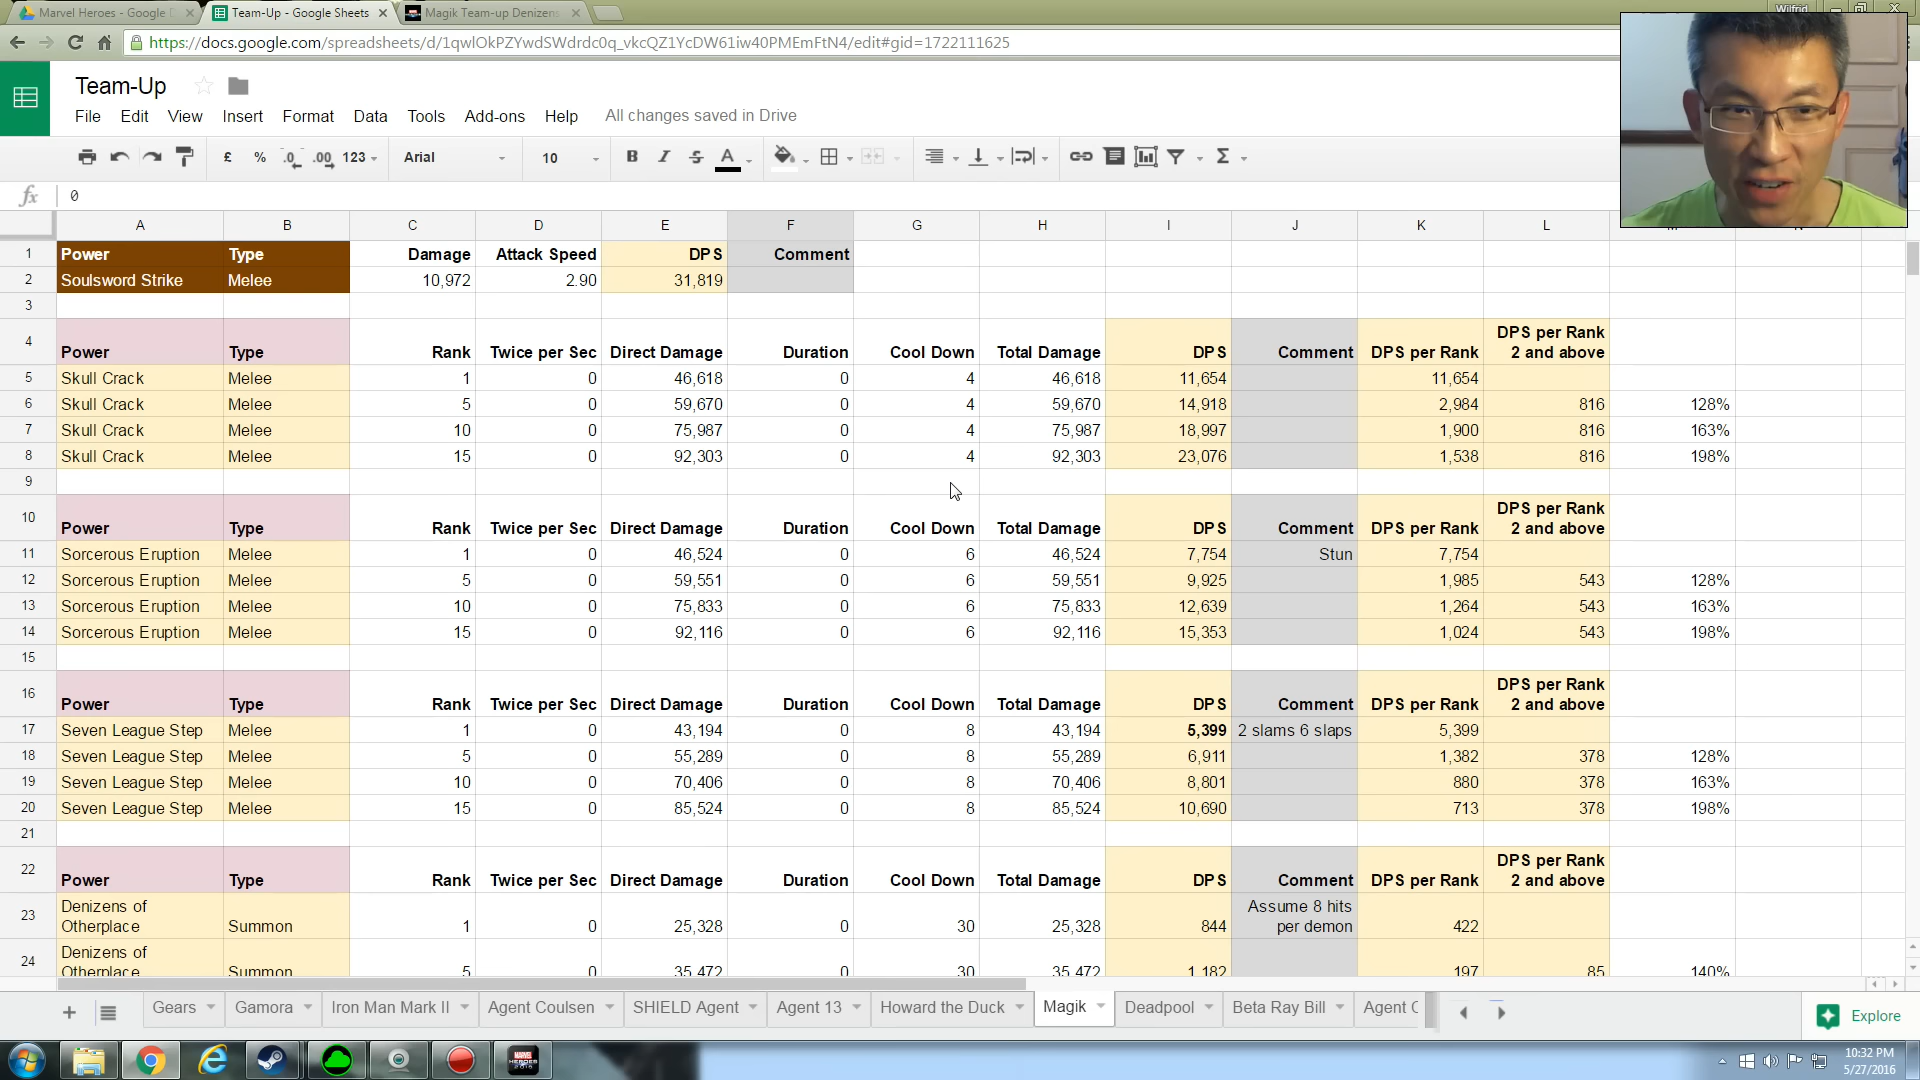 Marvel Heroes - Google D
Team-Up - Google Sheets
Magik Team-up Denizens
Wilfrid
https://docs.google.com/spreadsheets/d/1qwlOkPZYwdSWdrdc0q_vkcQZ1YcDW61iw40PMEmFtN4/edit#gid=1722111625
Team-Up
File Edit View Insert Format Data Tools Add-ons Help All changes saved in Drive
£ % .0 .00 123 Arial 10 B I S A Σ
fx 0
A B C D E F G H I J K L
1 Power Type Damage Attack Speed DPS Comment
2 Soulsword Strike Melee 10,972 2.90 31,819
3
4 Power Type Rank Twice per Sec Direct Damage Duration Cool Down Total Damage DPS Comment DPS per Rank DPS per Rank 2 and above
5 Skull Crack Melee 1 0 46,618 0 4 46,618 11,654 11,654
6 Skull Crack Melee 5 0 59,670 0 4 59,670 14,918 2,984 816 128%
7 Skull Crack Melee 10 0 75,987 0 4 75,987 18,997 1,900 816 163%
8 Skull Crack Melee 15 0 92,303 0 4 92,303 23,076 1,538 816 198%
9
10 Power Type Rank Twice per Sec Direct Damage Duration Cool Down Total Damage DPS Comment DPS per Rank DPS per Rank 2 and above
11 Sorcerous Eruption Melee 1 0 46,524 0 6 46,524 7,754 Stun 7,754
12 Sorcerous Eruption Melee 5 0 59,551 0 6 59,551 9,925 1,985 543 128%
13 Sorcerous Eruption Melee 10 0 75,833 0 6 75,833 12,639 1,264 543 163%
14 Sorcerous Eruption Melee 15 0 92,116 0 6 92,116 15,353 1,024 543 198%
15
16 Power Type Rank Twice per Sec Direct Damage Duration Cool Down Total Damage DPS Comment DPS per Rank DPS per Rank 2 and above
17 Seven League Step Melee 1 0 43,194 0 8 43,194 5,399 2 slams 6 slaps 5,399
18 Seven League Step Melee 5 0 55,289 0 8 55,289 6,911 1,382 378 128%
19 Seven League Step Melee 10 0 70,406 0 8 70,406 8,801 880 378 163%
20 Seven League Step Melee 15 0 85,524 0 8 85,524 10,690 713 378 198%
21
22 Power Type Rank Twice per Sec Direct Damage Duration Cool Down Total Damage DPS Comment DPS per Rank DPS per Rank 2 and above
23 Denizens of Otherplace Summon 1 0 25,328 0 30 25,328 844 Assume 8 hits per demon 422
24 Denizens of Otherplace Summon 5 0 35,472 0 30 35,472 1,182 197 85 140%
+ Gears Gamora Iron Man Mark II Agent Coulsen SHIELD Agent Agent 13 Howard the Duck Magik Deadpool Beta Ray Bill Agent C Explore
10:32 PM
5/27/2016